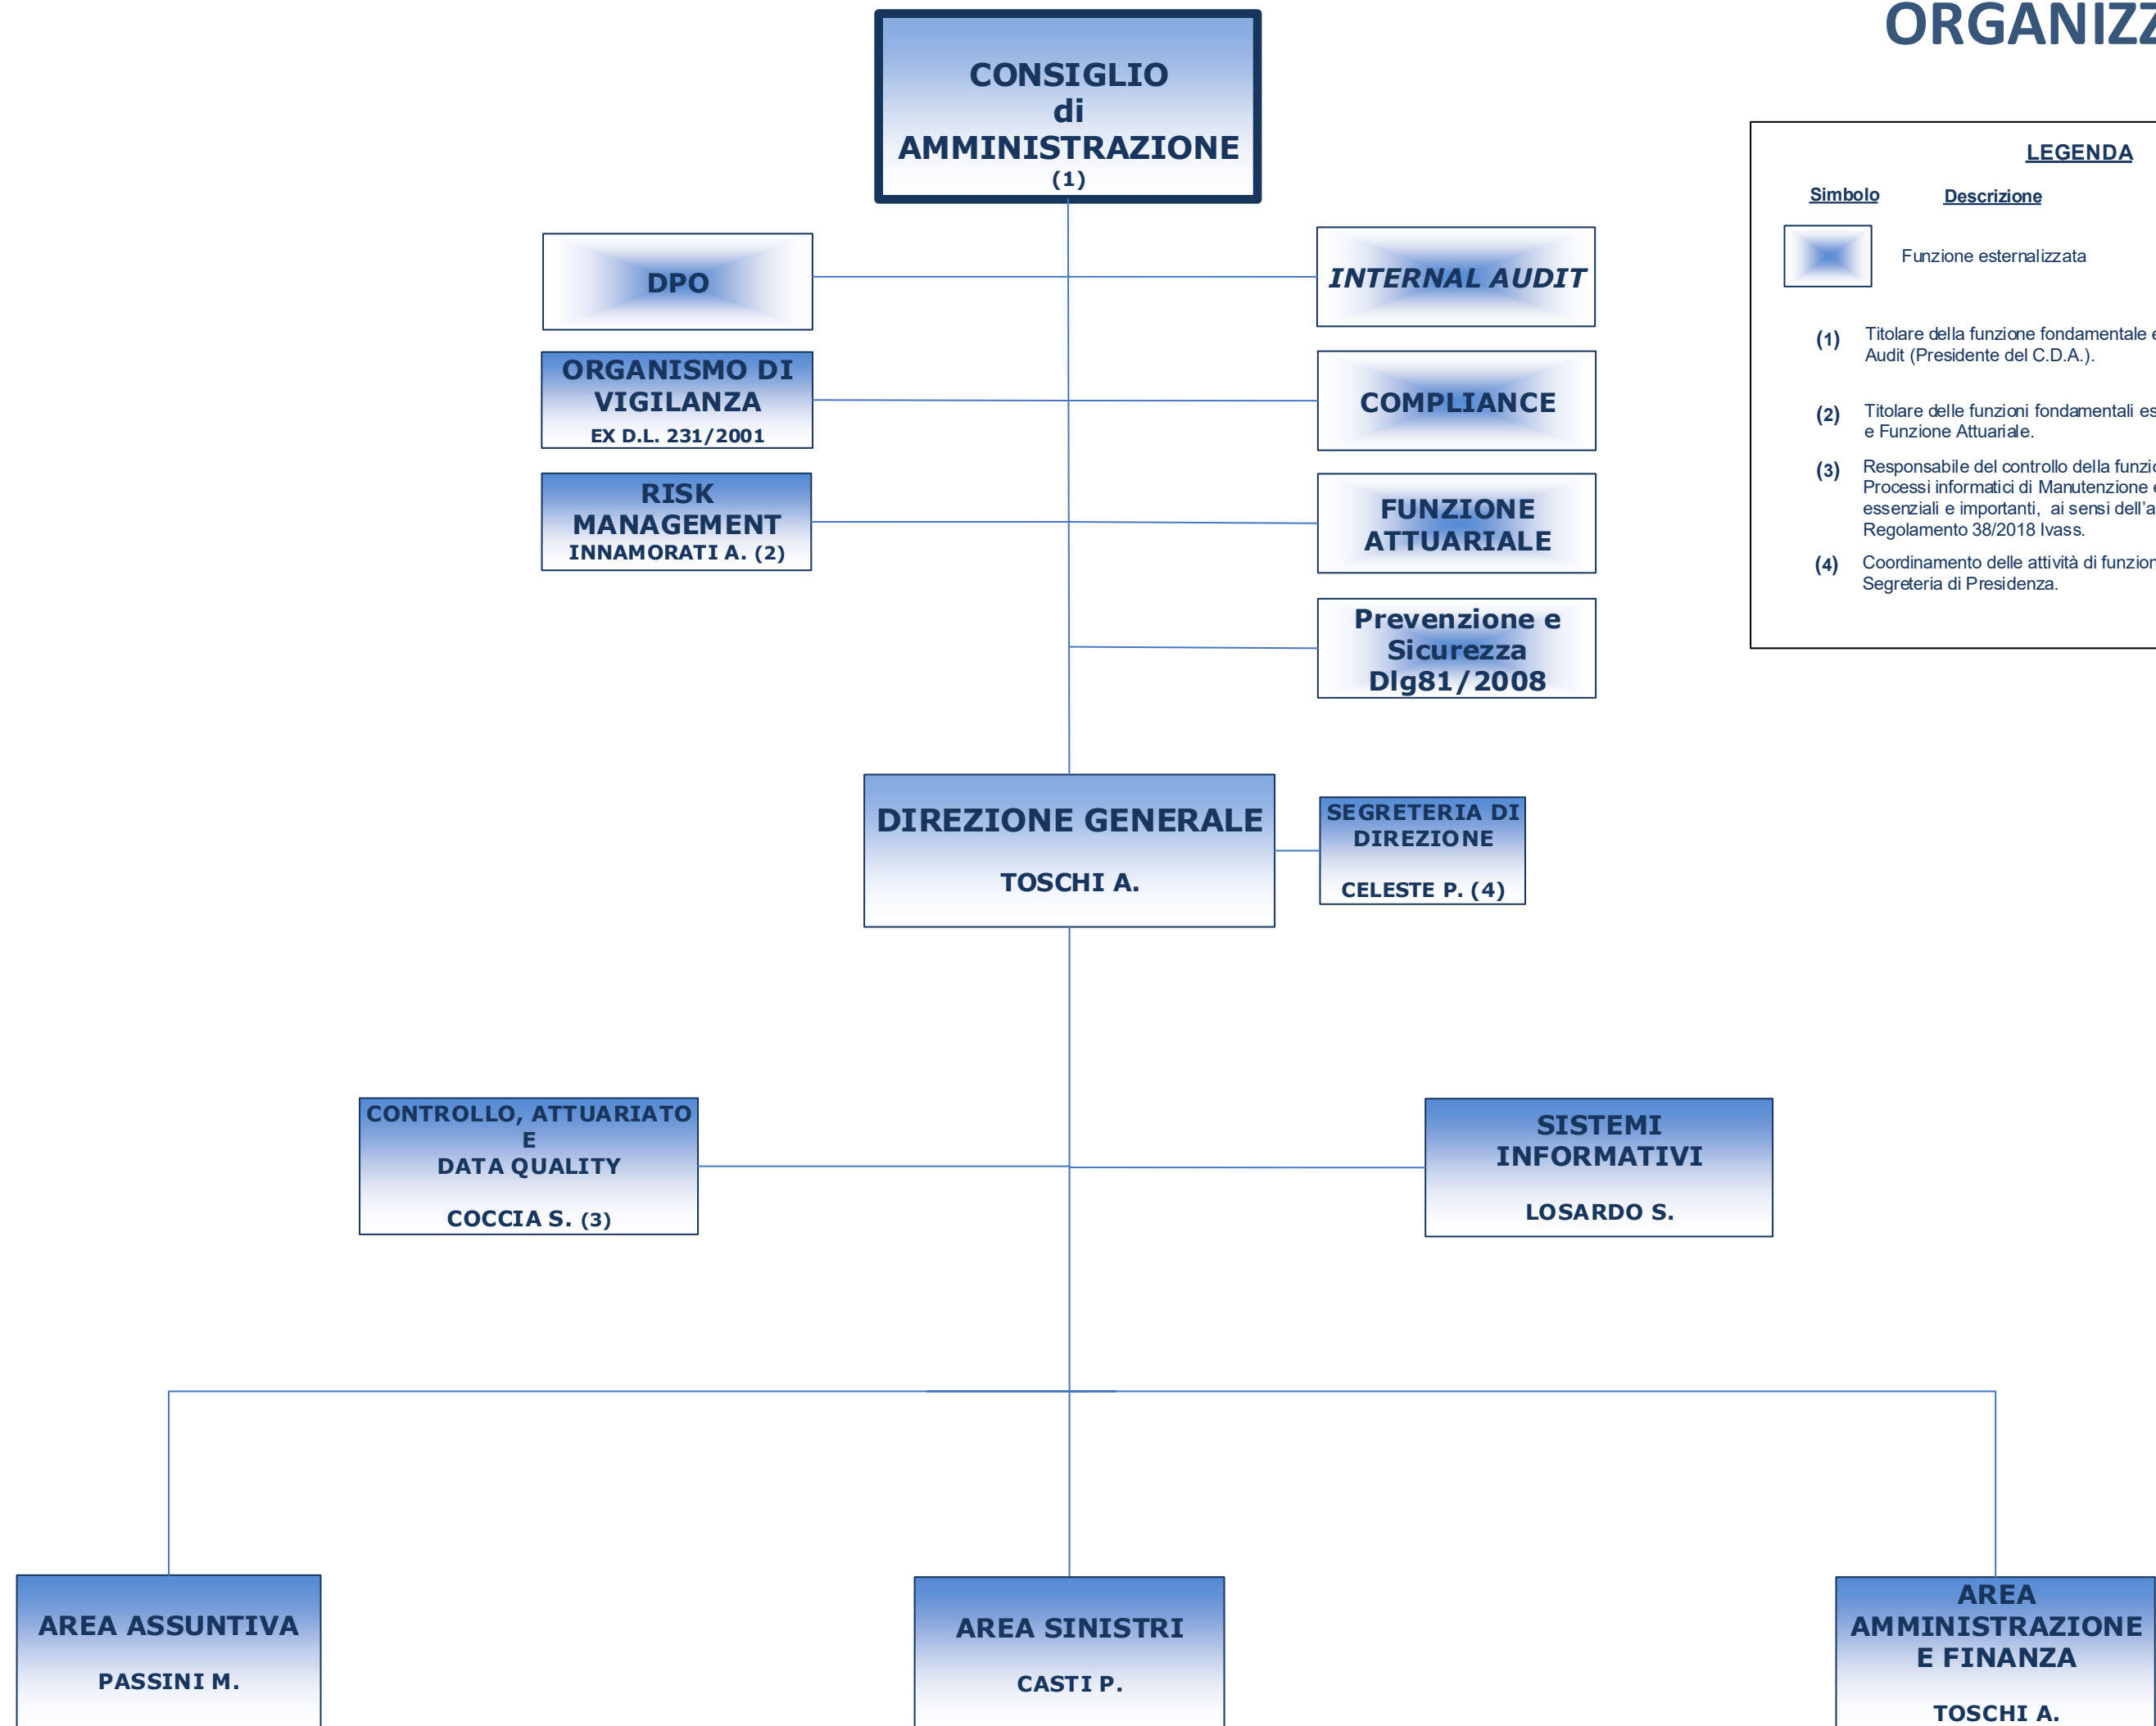 ORGANIZZ
CONSIGLIO
di
AMMINISTRAZIONE
(1)
LEGENDA
Simbolo Descrizione
Funzione esternalizzata
(1) Titolare della funzione fondamentale e
Audit (Presidente del C.D.A.).
(2) Titolare delle funzioni fondamentali es
e Funzione Attuariale.
(3) Responsabile del controllo della funzio
Processi informatici di Manutenzione e
essenziali e importanti, ai sensi dell'a
Regolamento 38/2018 Ivass.
(4) Coordinamento delle attività di funzion
Segreteria di Presidenza.
DPO
INTERNAL AUDIT
ORGANISMO DI
VIGILANZA
EX D.L. 231/2001
COMPLIANCE
RISK
MANAGEMENT
INNAMORATI A. (2)
FUNZIONE
ATTUARIALE
Prevenzione e
Sicurezza
Dlg81/2008
DIREZIONE GENERALE
TOSCHI A.
SEGRETERIA DI
DIREZIONE
CELESTE P. (4)
CONTROLLO, ATTUARIATO
E
DATA QUALITY
COCCIA S. (3)
SISTEMI
INFORMATIVI
LOSARDO S.
AREA ASSUNTIVA
PASSINI M.
AREA SINISTRI
CASTI P.
AREA
AMMINISTRAZIONE
E FINANZA
TOSCHI A.